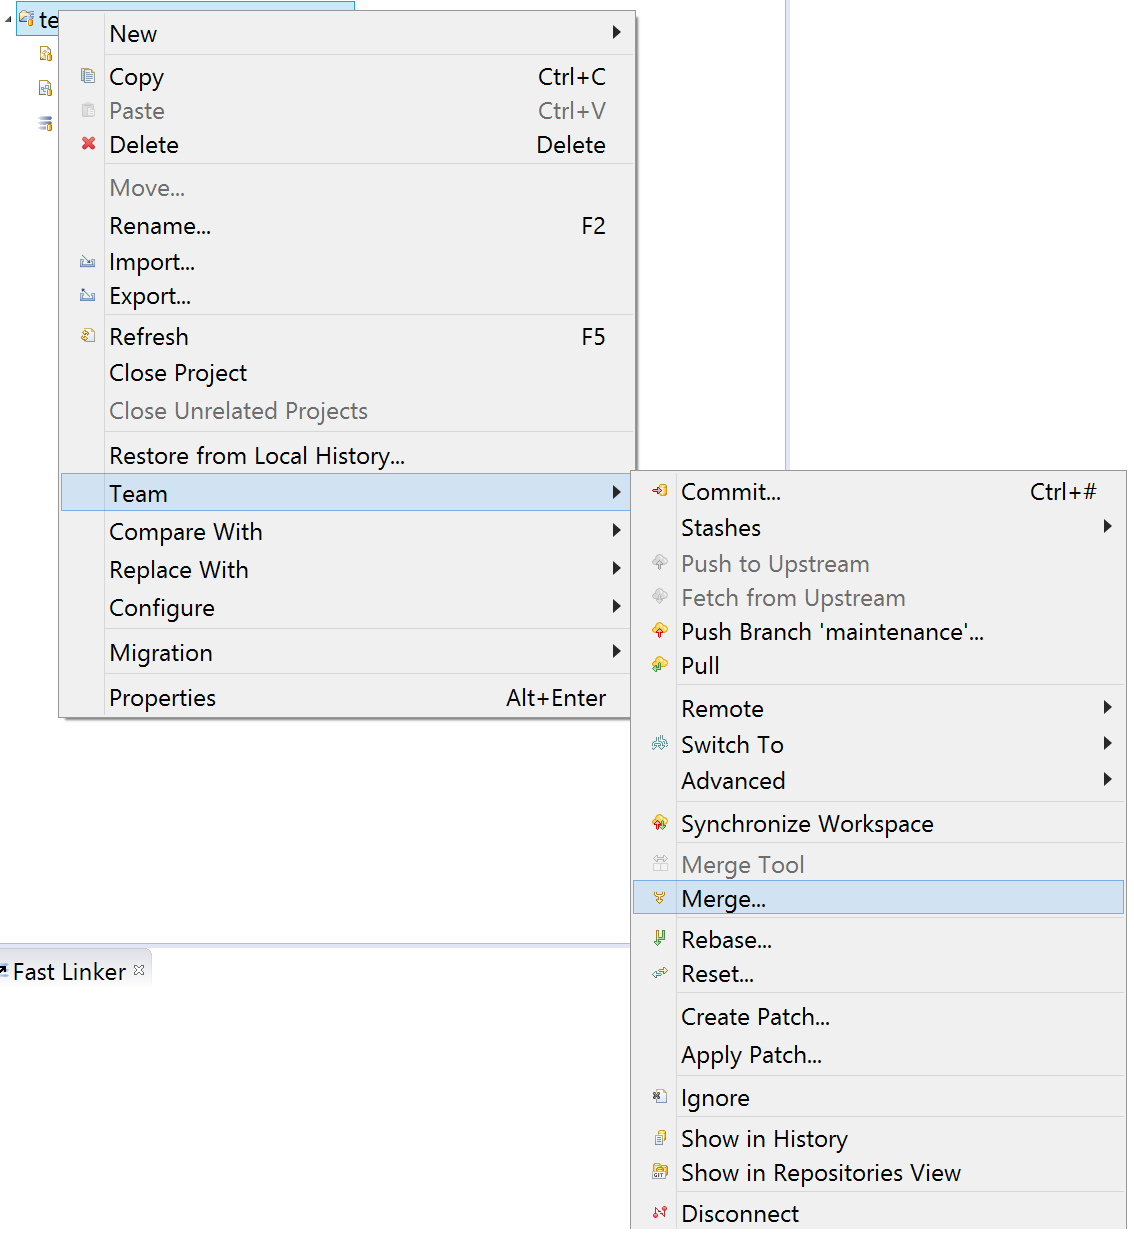 te
New
Copy Ctrl+C
Paste Ctrl+V
Delete Delete
Move...
Rename... F2
Import...
Export...
Refresh F5
Close Project
Close Unrelated Projects
Restore from Local History...
Team
Compare With
Replace With
Configure
Migration
Properties Alt+Enter
Commit... Ctrl+#
Stashes
Push to Upstream
Fetch from Upstream
Push Branch 'maintenance'...
Pull
Remote
Switch To
Advanced
Synchronize Workspace
Merge Tool
Merge...
Rebase...
Reset...
Create Patch...
Apply Patch...
Ignore
Show in History
Show in Repositories View
Disconnect
Fast Linker